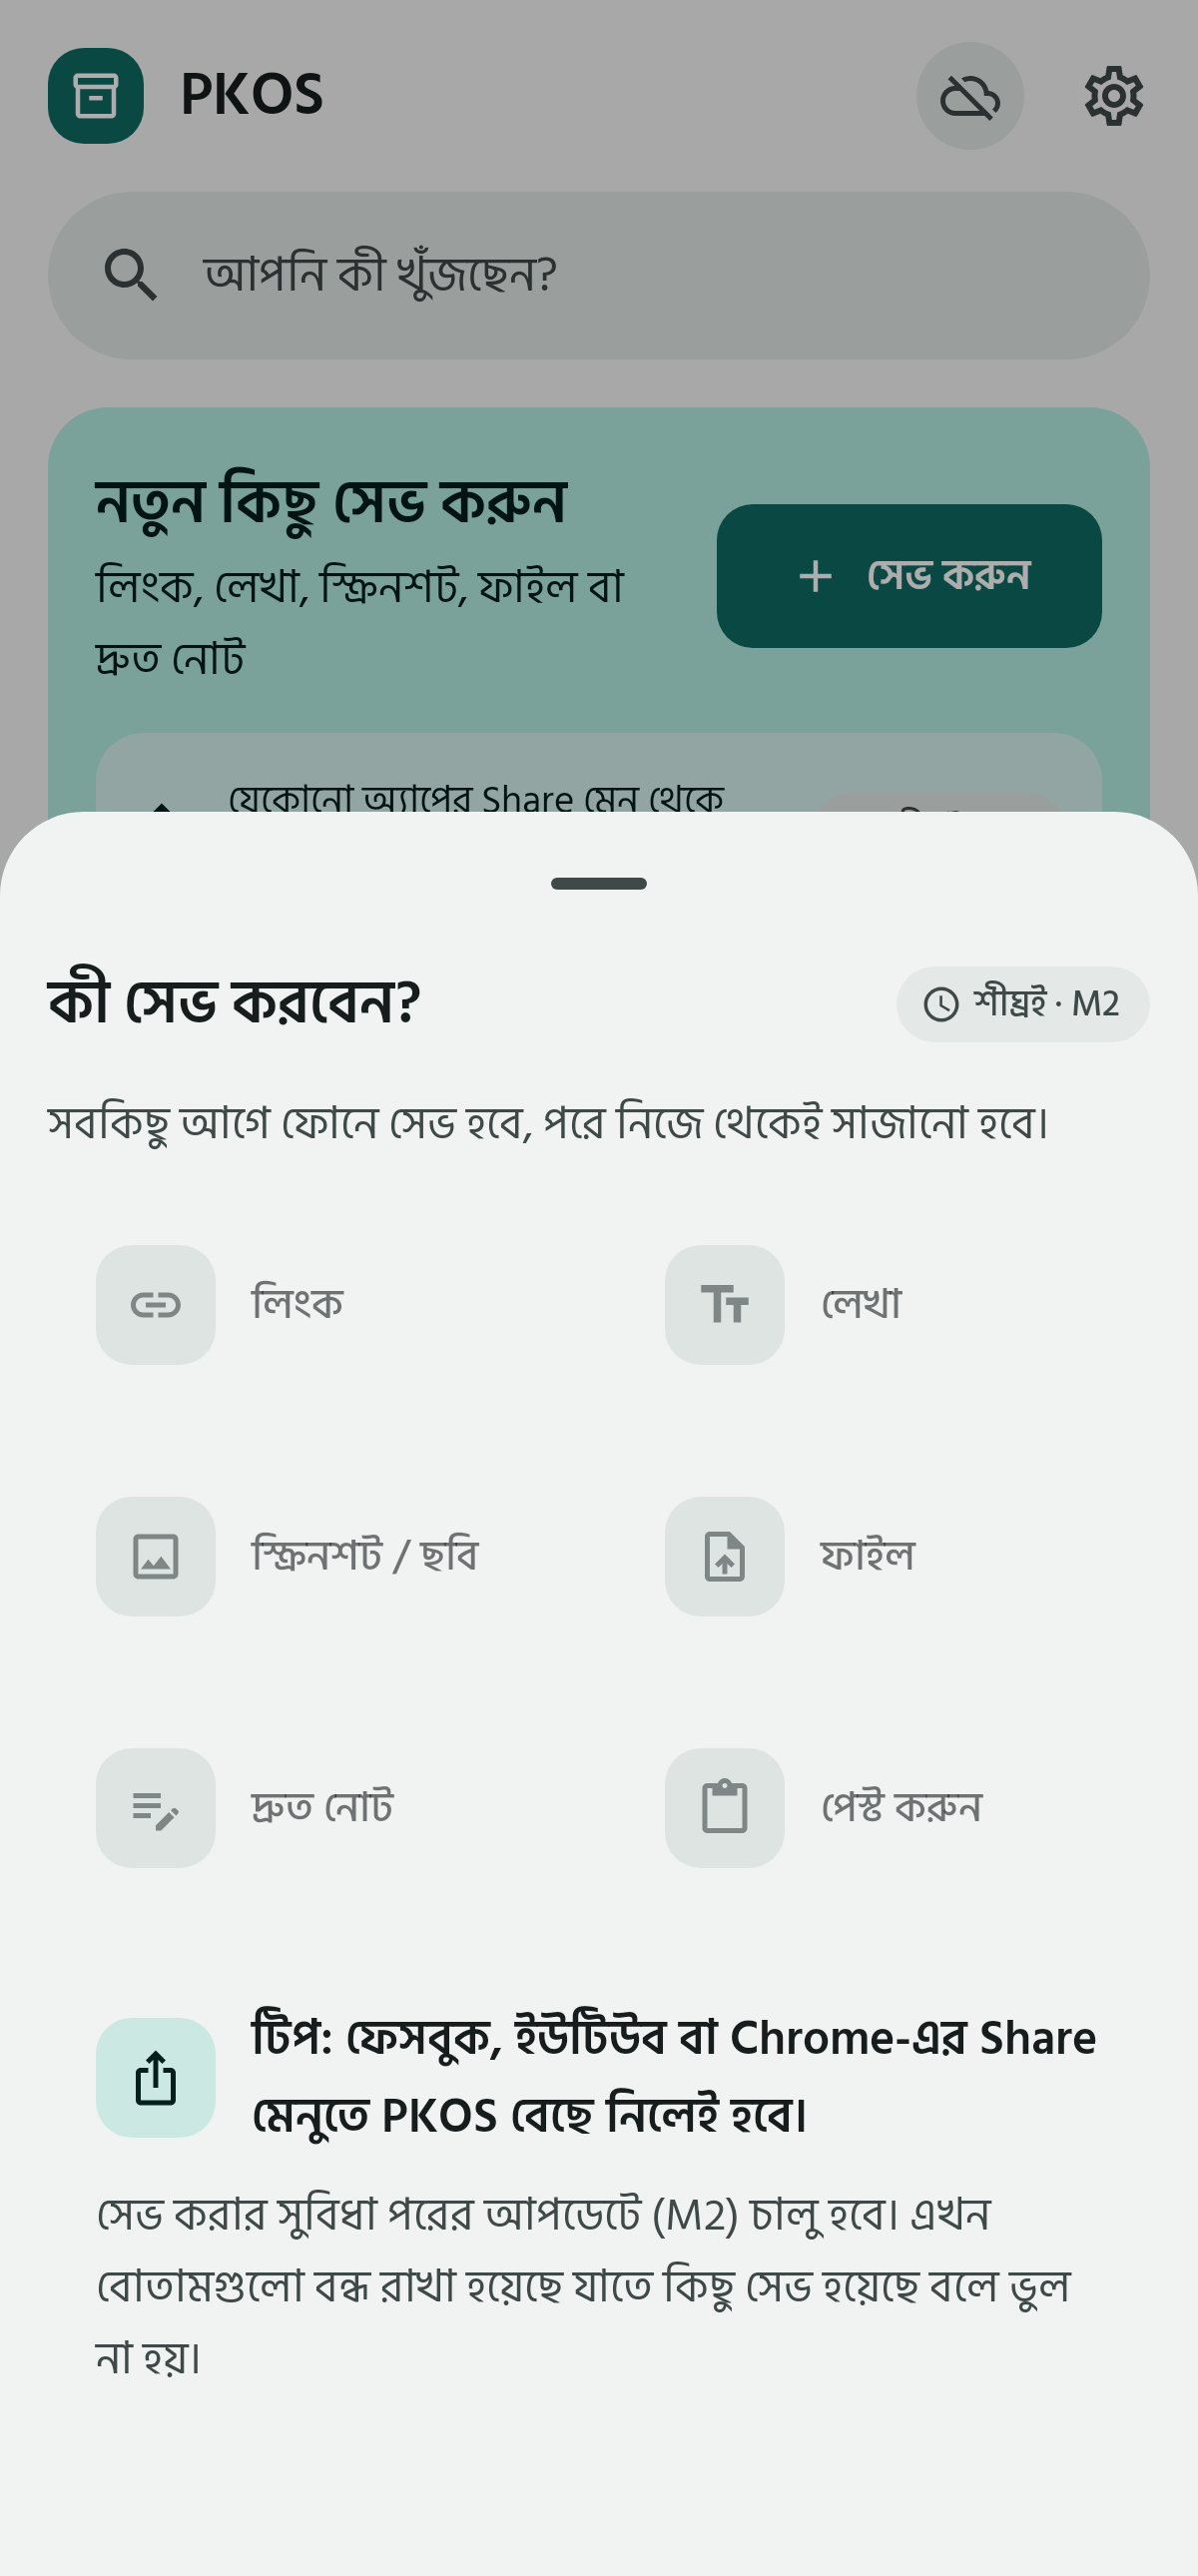 PKOS
আপনি কী খুঁজছেন?
নতুন কিছু সেভ করুন
লিংক, লেখা, স্ক্রিনশট, ফাইল বা
দ্রুত নোট
সেভ করুন
যেকোনো অ্যাপের Share মেনু থেকে
কী সেভ করবেন?
শীঘ্রই · M2
সবকিছু আগে ফোনে সেভ হবে, পরে নিজে থেকেই সাজানো হবে।
লিংক
লেখা
স্ক্রিনশট / ছবি
ফাইল
দ্রুত নোট
পেস্ট করুন
টিপ: ফেসবুক, ইউটিউব বা Chrome-এর Share
মেনুতে PKOS বেছে নিলেই হবে।
সেভ করার সুবিধা পরের আপডেটে (M2) চালু হবে। এখন
বোতামগুলো বন্ধ রাখা হয়েছে যাতে কিছু সেভ হয়েছে বলে ভুল
না হয়।